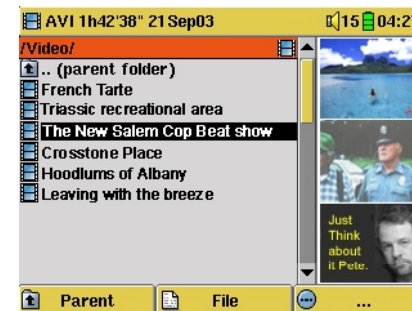 AVI 1h42'38" 21 Sep03 15 04:2
/Video/
.. (parent folder)
French Tarte
Triassic recreational area
The New Salem Cop Beat show
Crosstone Place
Hoodlums of Albany
Leaving with the breeze
Just
Think
about
it Pete.
Parent File ...